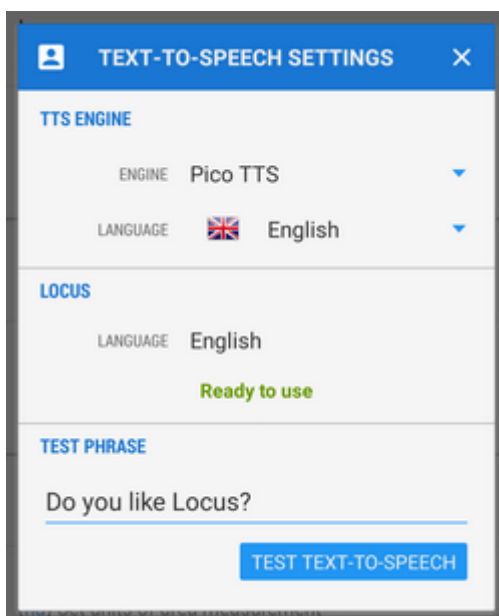 TEXT-TO-SPEECH SETTINGS
TTS ENGINE
ENGINE Pico TTS
LANGUAGE English
LOCUS
LANGUAGE English
Ready to use
TEST PHRASE
Do you like Locus?
TEST TEXT-TO-SPEECH